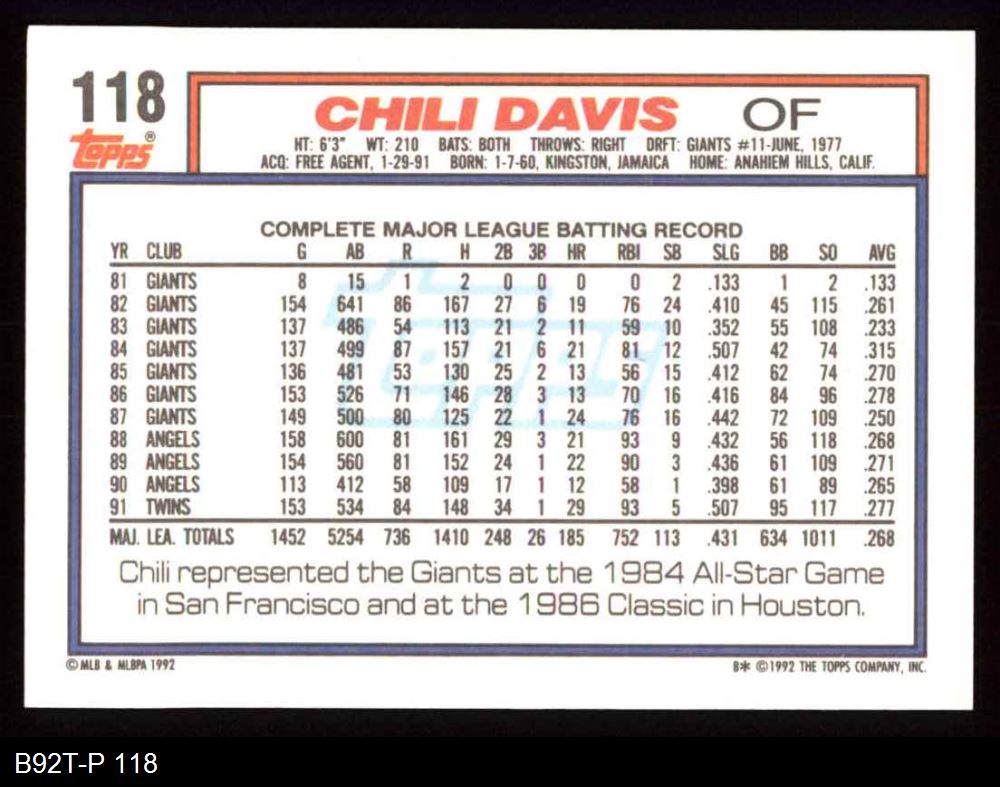 118
Topps®
CHILI DAVIS OF
HT: 6'3" WT: 210 BATS: BOTH THROWS: RIGHT DRFT: GIANTS #11-JUNE, 1977
ACQ: FREE AGENT, 1-29-91 BORN: 1-7-60, KINGSTON, JAMAICA HOME: ANAHIEM HILLS, CALIF.
COMPLETE MAJOR LEAGUE BATTING RECORD
YR CLUB G AB R H 2B 3B HR RBI SB SLG BB SO AVG
81 GIANTS 8 15 1 2 0 0 0 0 2 .133 1 2 .133
82 GIANTS 154 641 86 167 27 6 19 76 24 .410 45 115 .261
83 GIANTS 137 486 54 113 21 2 11 59 10 .352 55 108 .233
84 GIANTS 137 499 87 157 21 6 21 81 12 .507 42 74 .315
85 GIANTS 136 481 53 130 25 2 13 56 15 .412 62 74 .270
86 GIANTS 153 526 71 146 28 3 13 70 16 .416 84 96 .278
87 GIANTS 149 500 80 125 22 1 24 76 16 .442 72 109 .250
88 ANGELS 158 600 81 161 29 3 21 93 9 .432 56 118 .268
89 ANGELS 154 560 81 152 24 1 22 90 3 .436 61 109 .271
90 ANGELS 113 412 58 109 17 1 12 58 1 .398 61 89 .265
91 TWINS 153 534 84 148 34 1 29 93 5 .507 95 117 .277
MAJ. LEA. TOTALS 1452 5254 736 1410 248 26 185 752 113 .431 634 1011 .268
Topps
Chili represented the Giants at the 1984 All-Star Game
in San Francisco and at the 1986 Classic in Houston.
© MLB & MLBPA 1992
B* © 1992 THE TOPPS COMPANY, INC.
B92T-P 118